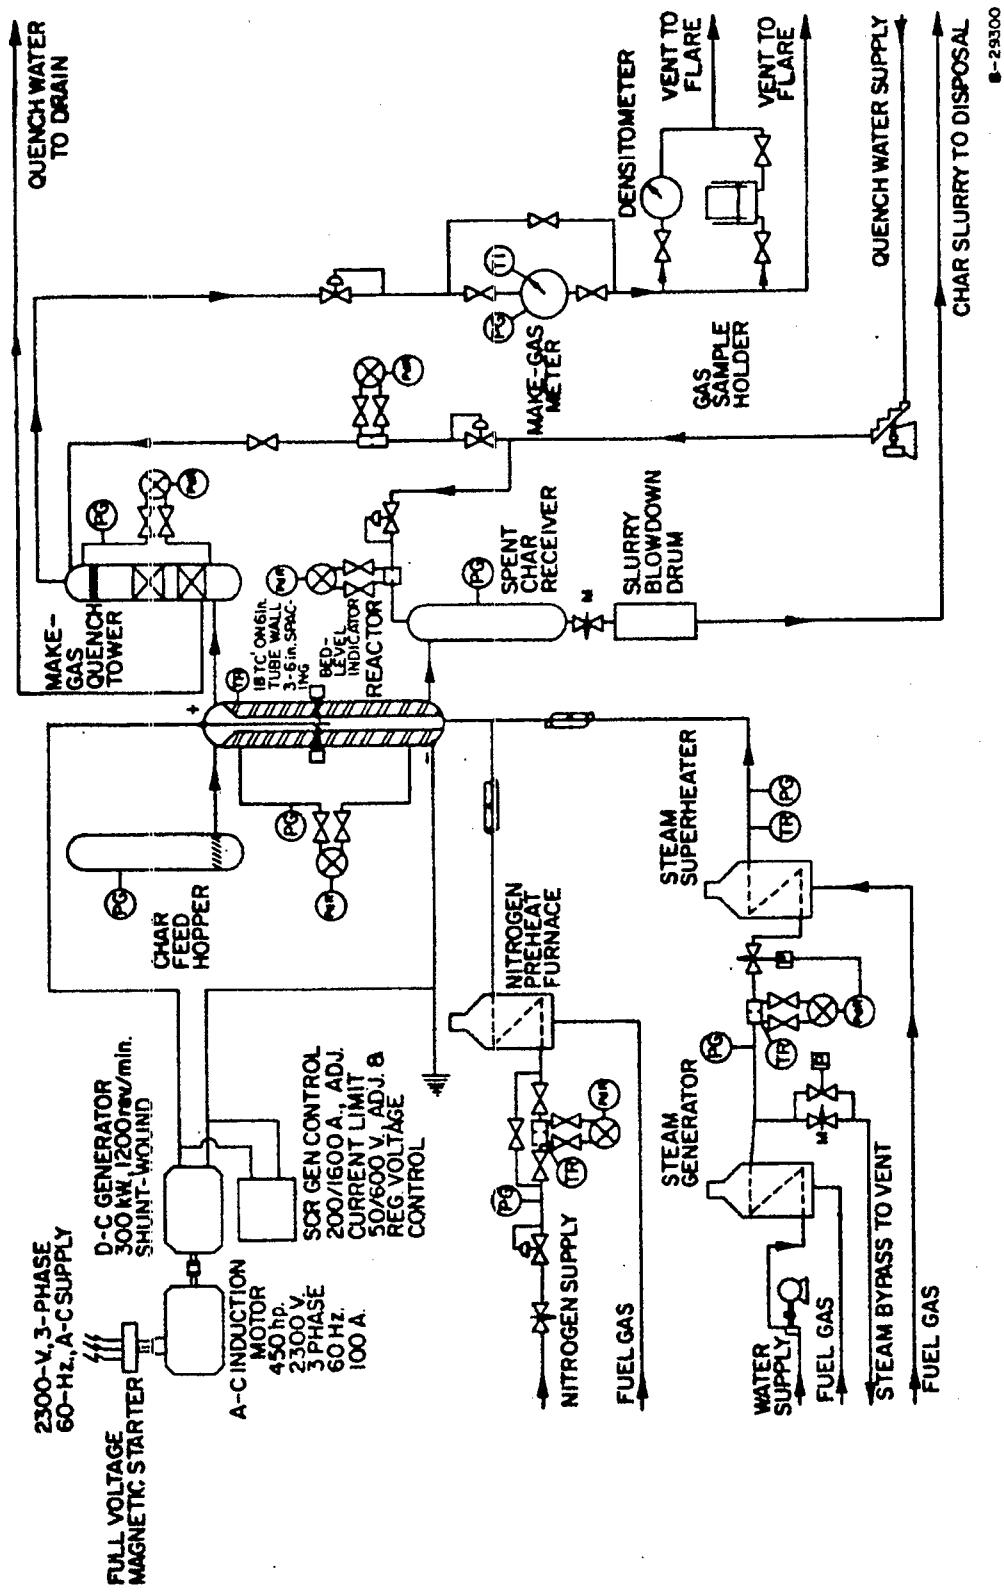 B-29300
2300-V, 3-PHASE
60-Hz., A-C SUPPLY
FULL VOLTAGE
MAGNETIC STARTER
A-C INDUCTION
MOTOR
450 hp.
2300 V.
3 PHASE
60 Hz.
100 A.
D-C GENERATOR
300 kW, 1200 rev/min.
SHUNT-WOUND
SCR GEN CONTROL
200/1600 A., ADJ.
CURRENT LIMIT
50/600 V. ADJ. &
REG. VOLTAGE
CONTROL
CHAR
FEED
HOPPER
PG
PG
PdR
+
-
TR
18 TC' ON 6 in.
TUBE WALL
3-6 in. SPAC-
ING
BED-
LEVEL
INDICATOR
REACTOR
MAKE-
GAS
QUENCH
TOWER
PG
PdR
QUENCH WATER
TO DRAIN
PdR
PdR
PG
TI
MAKE-GAS
METER
DENSITOMETER
VENT TO
FLARE
VENT TO
FLARE
GAS
SAMPLE
HOLDER
QUENCH WATER SUPPLY
CHAR SLURRY TO DISPOSAL
PG
SPENT
CHAR
RECEIVER
M
SLURRY
BLOWDOWN
DRUM
NITROGEN
PREHEAT
FURNACE
PG
TR
PdR
NITROGEN SUPPLY
FUEL GAS
STEAM
SUPERHEATER
TR
PG
STEAM
GENERATOR
PG
TR
PdR
M
WATER
SUPPLY
FUEL GAS
STEAM BYPASS TO VENT
FUEL GAS